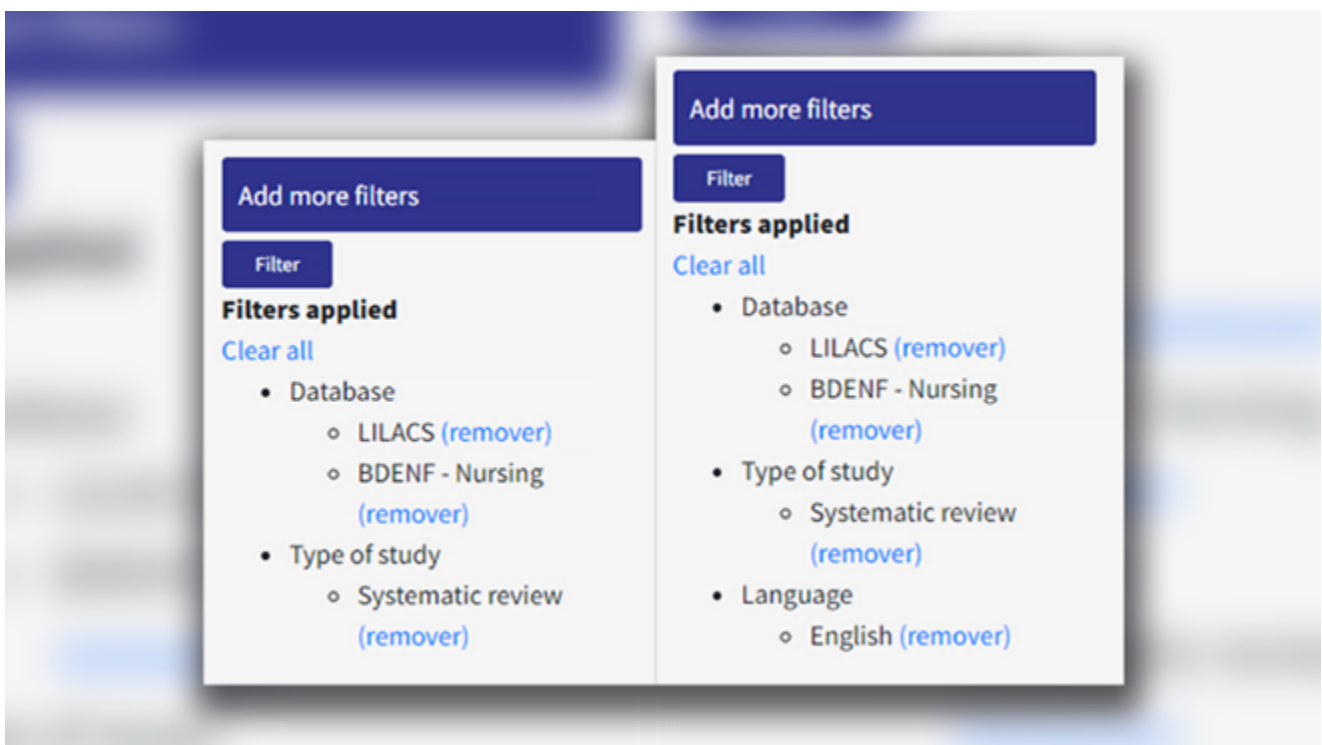 Add more filters
Filter
Filters applied
Clear all
Database
LILACS (remover)
BDENF - Nursing
(remover)
Type of study
Systematic review
(remover)
Add more filters
Filter
Filters applied
Clear all
Database
LILACS (remover)
BDENF - Nursing
(remover)
Type of study
Systematic review
(remover)
Language
English (remover)